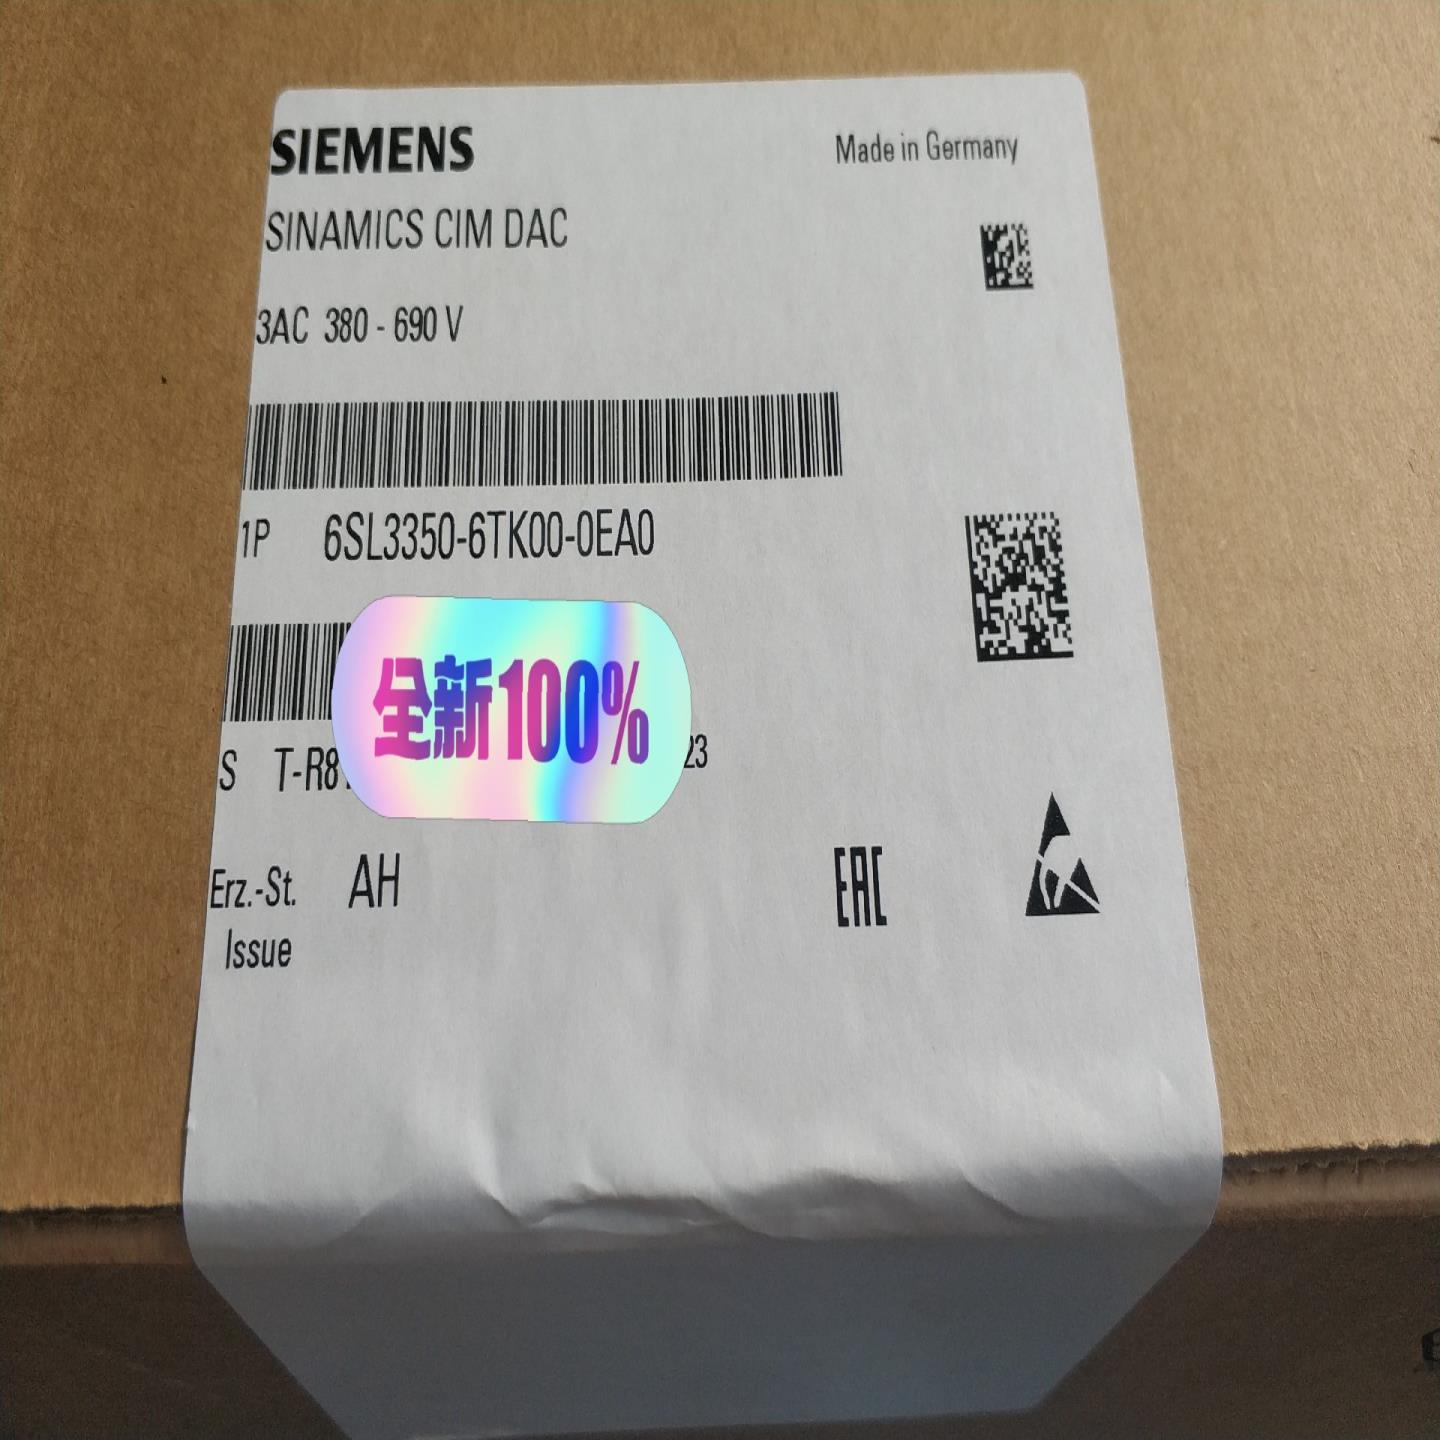 SIEMENS
Made in Germany
SINAMICS CIM DAC
3AC 380 - 690 V
1P 6SL3350-6TK00-0EA0
全新100%
S T-R8
23
Erz.-St. AH
Issue
EAC